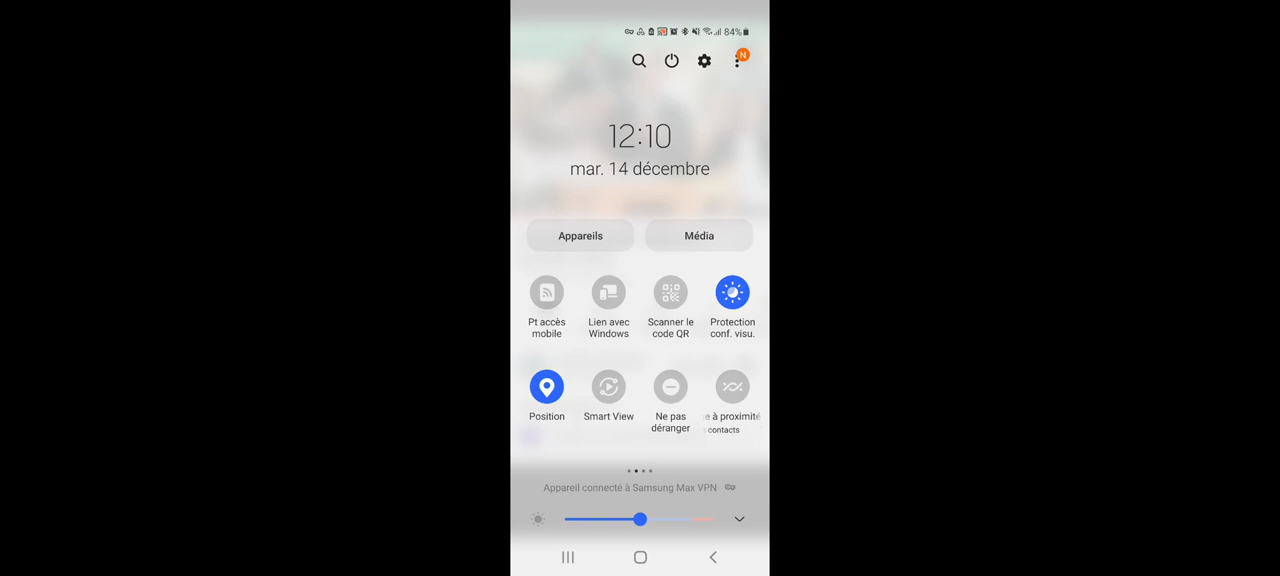 84%
N
12:10
mar. 14 décembre
Appareils
Média
Pt accès
mobile
Lien avec
Windows
Scanner le
code QR
Protection
conf. visu.
Position
Smart View
Ne pas
déranger
e à proximité
contacts
Appareil connecté à Samsung Max VPN